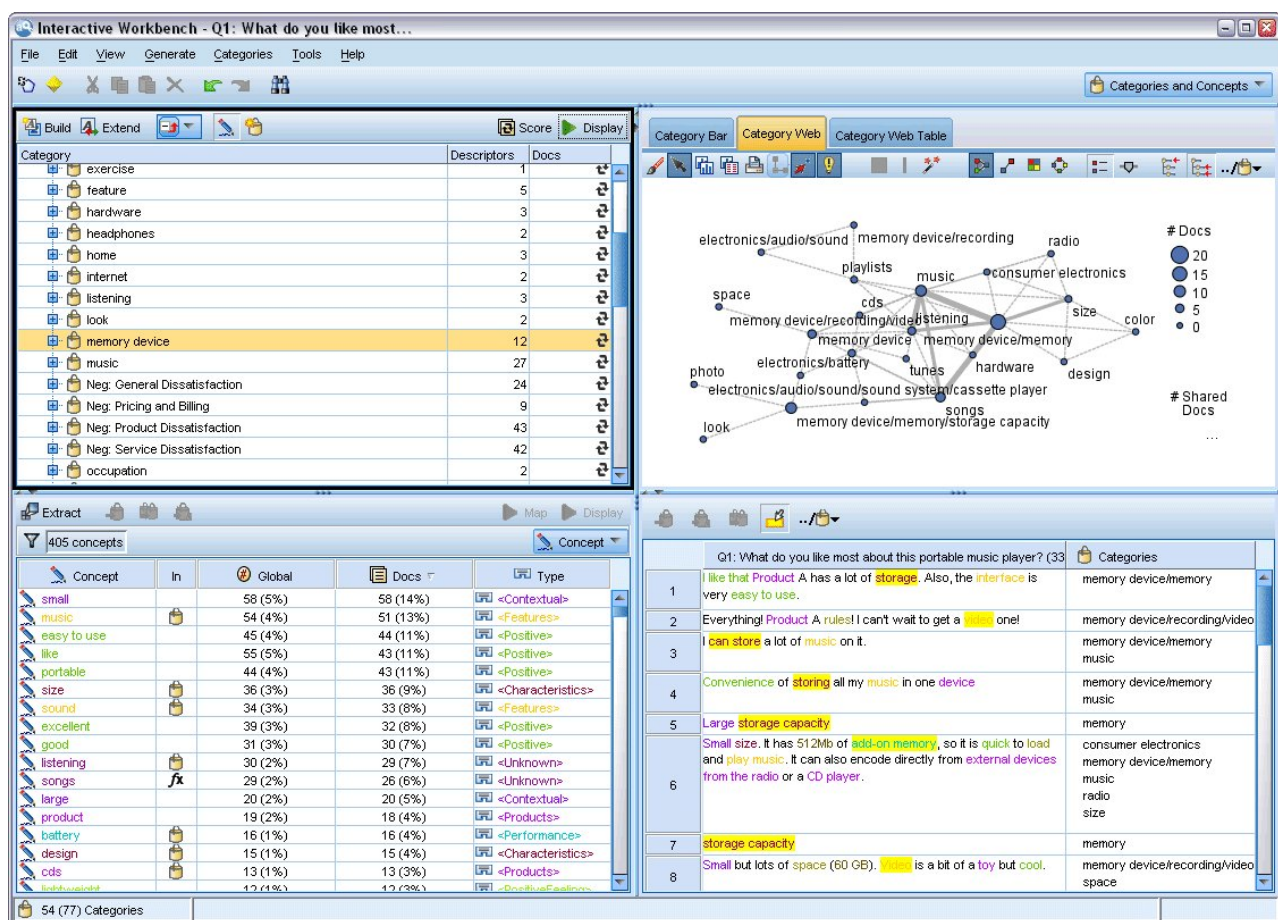 Interactive Workbench - Q1: What do you like most...
File Edit View Generate Categories Tools Help
Categories and Concepts
Build Extend Score Display
Category Descriptors Docs
exercise 1
feature 5
hardware 3
headphones 2
home 3
internet 2
listening 3
look 2
memory device 12
music 27
Neg: General Dissatisfaction 24
Neg: Pricing and Billing 9
Neg: Product Dissatisfaction 43
Neg: Service Dissatisfaction 42
occupation 2
Category Bar Category Web Category Web Table
electronics/audio/sound memory device/recording radio
playlists music consumer electronics
space cds size color
memory device/recording/video listening
memory device memory device/memory
electronics/battery tunes hardware design
photo
electronics/audio/sound/sound system/cassette player
songs
look memory device/memory/storage capacity
# Docs
20
15
10
5
0
# Shared
Docs
...
Extract Map Display
405 concepts Concept
Concept In Global Docs Type
small 58 (5%) 58 (14%) <Contextual>
music 54 (4%) 51 (13%) <Features>
easy to use 45 (4%) 44 (11%) <Positive>
like 55 (5%) 43 (11%) <Positive>
portable 44 (4%) 43 (11%) <Positive>
size 36 (3%) 36 (9%) <Characteristics>
sound 34 (3%) 33 (8%) <Features>
excellent 39 (3%) 32 (8%) <Positive>
good 31 (3%) 30 (7%) <Positive>
listening 30 (2%) 29 (7%) <Unknown>
songs fx 29 (2%) 26 (6%) <Unknown>
large 20 (2%) 20 (5%) <Contextual>
product 19 (2%) 18 (4%) <Products>
battery 16 (1%) 16 (4%) <Performance>
design 15 (1%) 15 (4%) <Characteristics>
cds 13 (1%) 13 (3%) <Products>
lightweight 12 (1%) 12 (3%) <PositiveFeeling>
Q1: What do you like most about this portable music player? (33 Categories
1 I like that Product A has a lot of storage. Also, the interface is
very easy to use.
memory device/memory
2 Everything! Product A rules! I can't wait to get a video one! memory device/recording/video
3 I can store a lot of music on it.
memory device/memory
music
4 Convenience of storing all my music in one device
memory device/memory
music
5 Large storage capacity memory
6 Small size. It has 512Mb of add-on memory, so it is quick to load
and play music. It can also encode directly from external devices
from the radio or a CD player.
consumer electronics
memory device/memory
music
radio
size
7 storage capacity memory
8 Small but lots of space (60 GB). Video is a bit of a toy but cool.
memory device/recording/video
space
54 (77) Categories